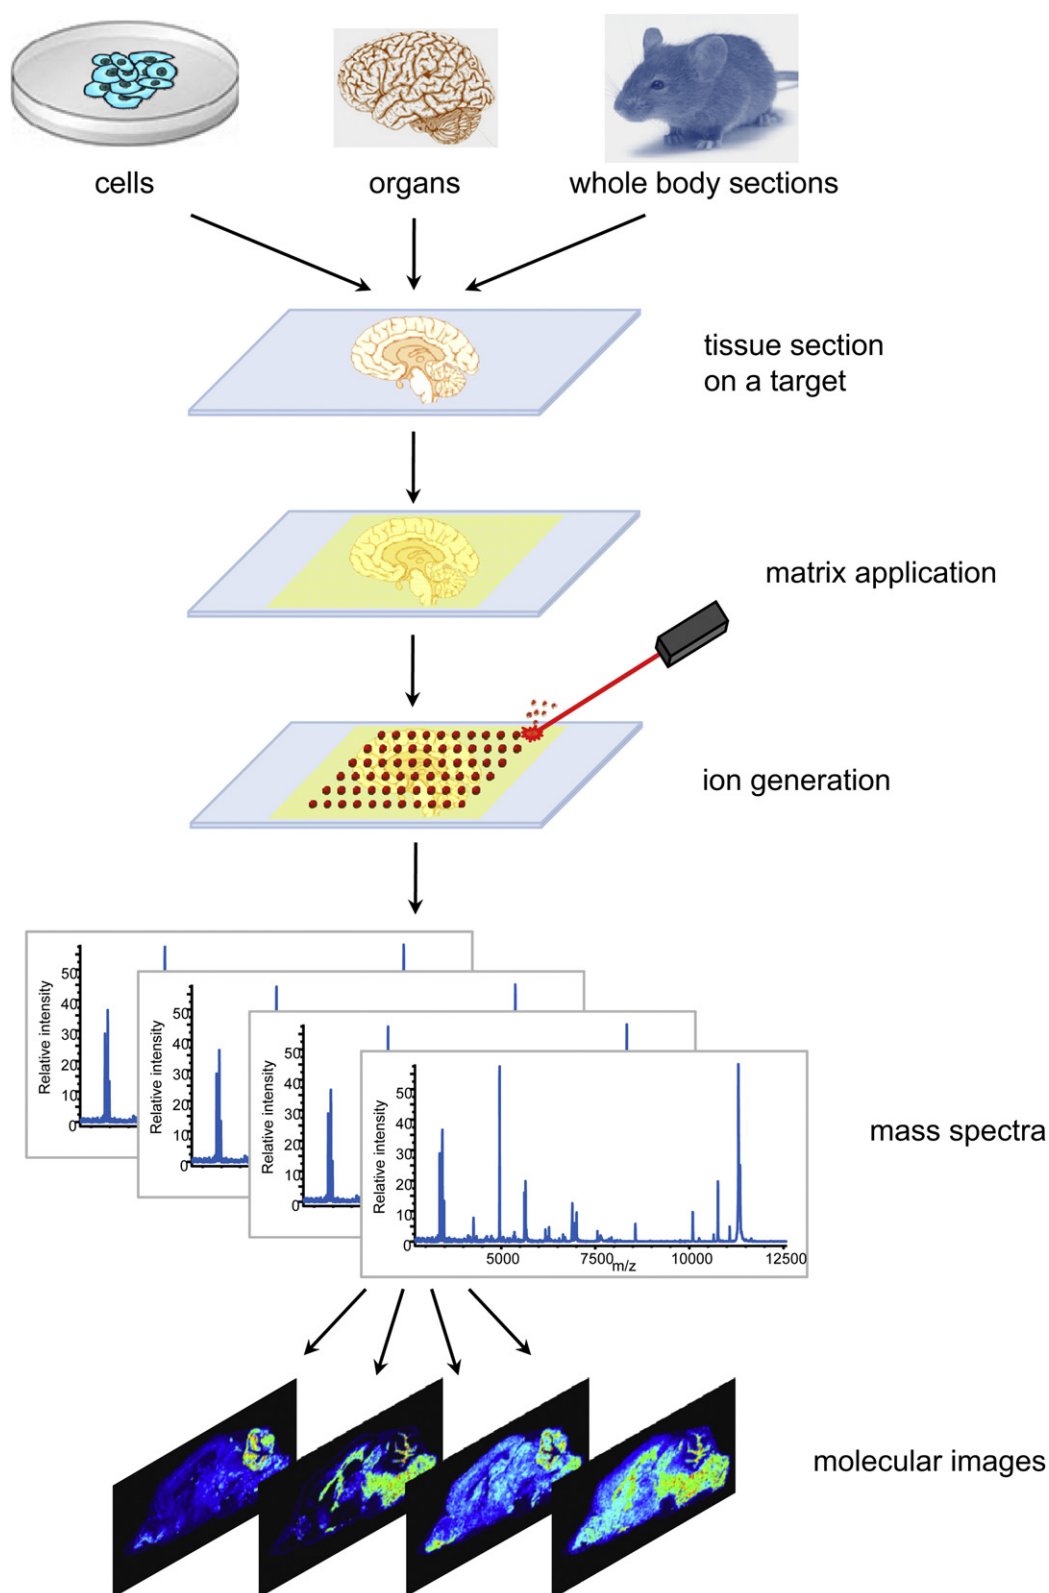 cells
organs
whole body sections
tissue section
on a target
matrix application
ion generation
Relative intensity
50
40
30
20
10
0
Relative intensity
50
40
30
20
10
0
Relative intensity
50
40
30
20
10
0
Relative intensity
50
40
30
20
10
0
5000
7500
10000
12500
m/z
mass spectra
molecular images